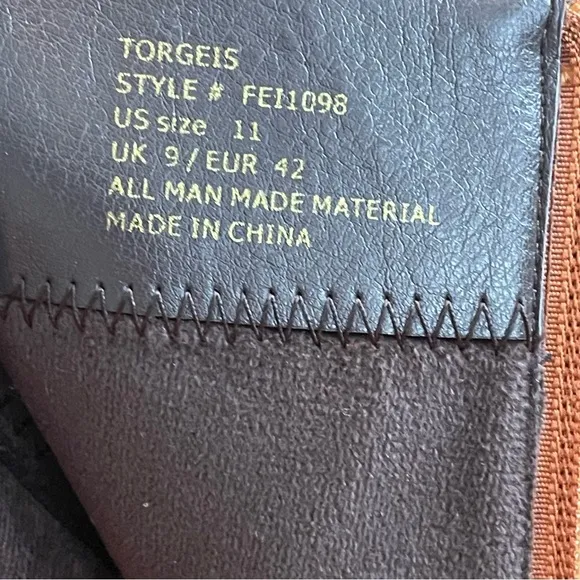 TORGEIS
STYLE # FEI1098
US size 11
UK 9/EUR 42
ALL MAN MADE MATERIAL
MADE IN CHINA